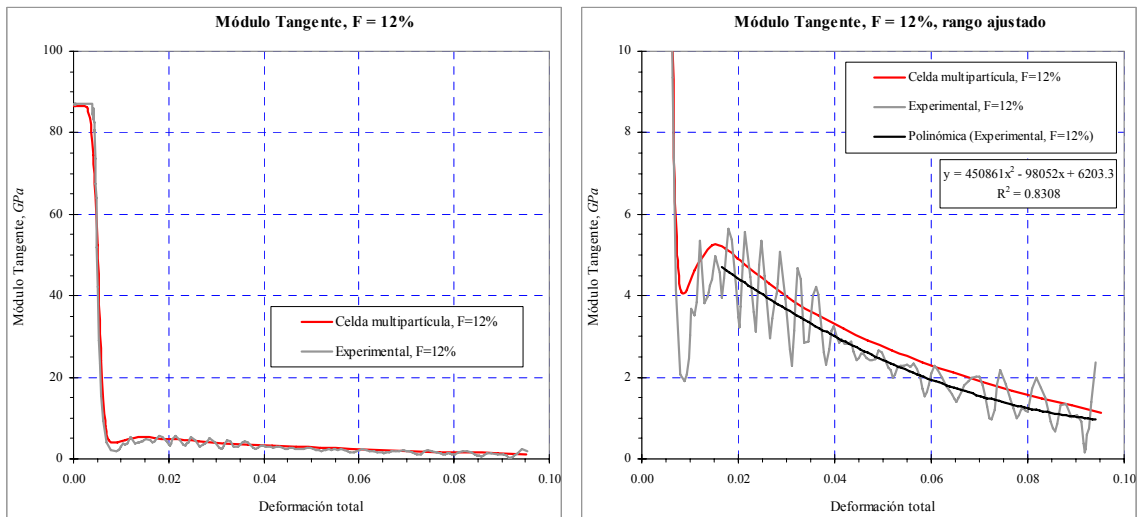 Módulo Tangente, F = 12%
100
80
60
40
20
0
0.00
0.02
0.04
0.06
0.08
0.10
Módulo Tangente, GPa
Deformación total
Celda multipartícula, F=12%
Experimental, F=12%
Módulo Tangente, F = 12%, rango ajustado
10
8
6
4
2
0
0.00
0.02
0.04
0.06
0.08
0.10
Módulo Tangente, GPa
Deformación total
Celda multipartícula, F=12%
Experimental, F=12%
Polinómica (Experimental, F=12%)
y = 450861x² - 98052x + 6203.3
R² = 0.8308